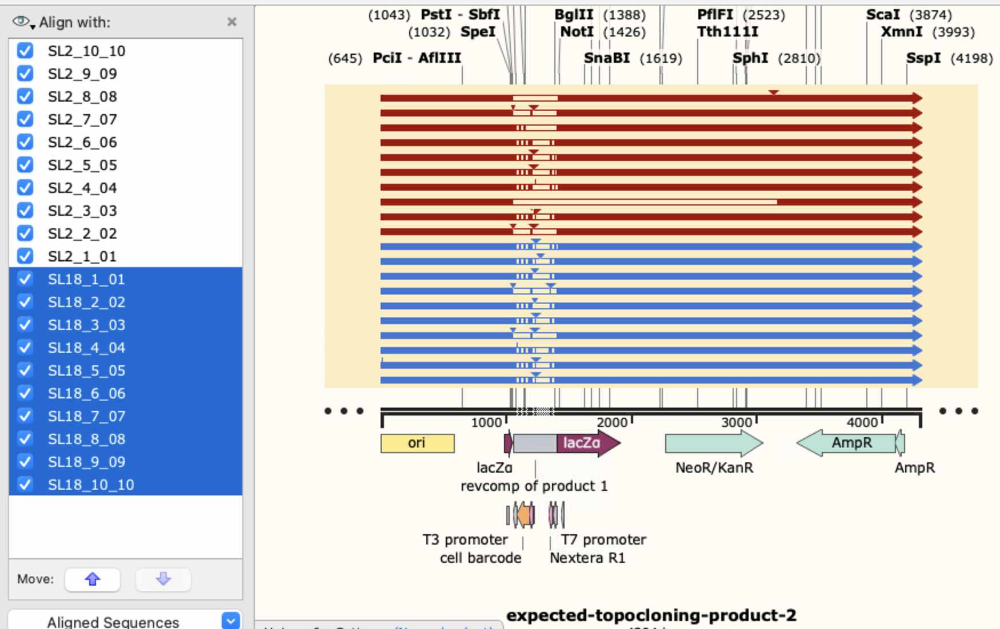 Align with:
SL2_10_10
SL2_9_09
SL2_8_08
SL2_7_07
SL2_6_06
SL2_5_05
SL2_4_04
SL2_3_03
SL2_2_02
SL2_1_01
SL18_1_01
SL18_2_02
SL18_3_03
SL18_4_04
SL18_5_05
SL18_6_06
SL18_7_07
SL18_8_08
SL18_9_09
SL18_10_10
Move:
Aligned Sequences
(1043) PstI - SbfI BglII (1388) PflFI (2523) ScaI (3874)
(1032) SpeI NotI (1426) Tth111I XmnI (3993)
(645) PciI - AflIII SnaBI (1619) SphI (2810) SspI (4198)
1000 2000 3000 4000
ori lacZα AmpR
lacZα NeoR/KanR AmpR
revcomp of product 1
T3 promoter T7 promoter
cell barcode Nextera R1
expected-topocloning-product-2